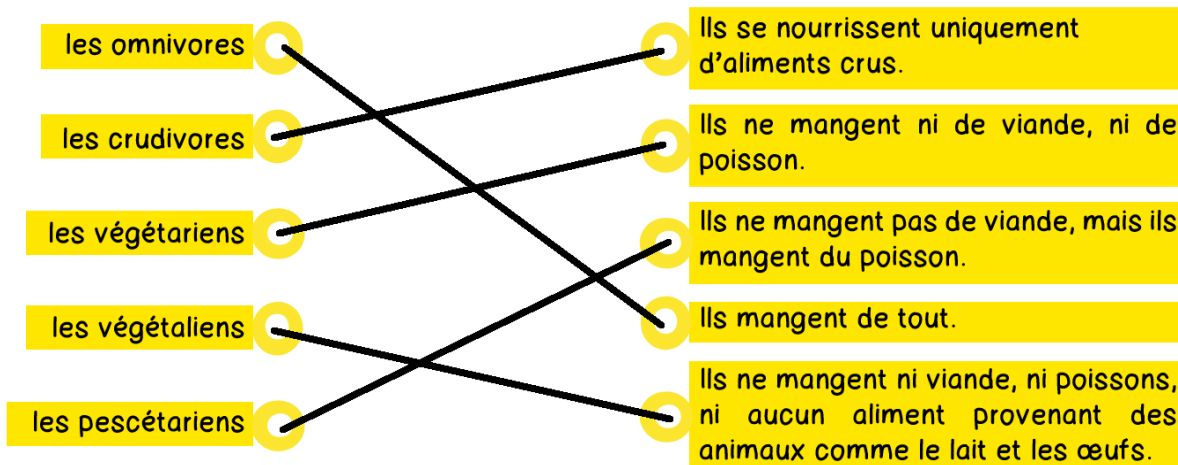 les omnivores
les crudivores
les végétariens
les végétaliens
les pescétariens
Ils se nourrissent uniquement
d'aliments crus.
Ils ne mangent ni de viande, ni de
poisson.
Ils ne mangent pas de viande, mais ils
mangent du poisson.
Ils mangent de tout.
Ils ne mangent ni viande, ni poissons,
ni aucun aliment provenant des
animaux comme le lait et les œufs.